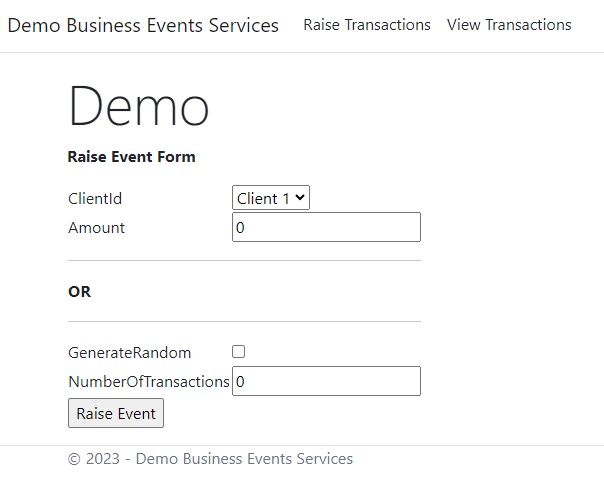 Demo Business Events Services Raise Transactions View Transactions
Demo
Raise Event Form
ClientId Client 1
Amount 0
OR
GenerateRandom
NumberOfTransactions 0
Raise Event
© 2023 - Demo Business Events Services